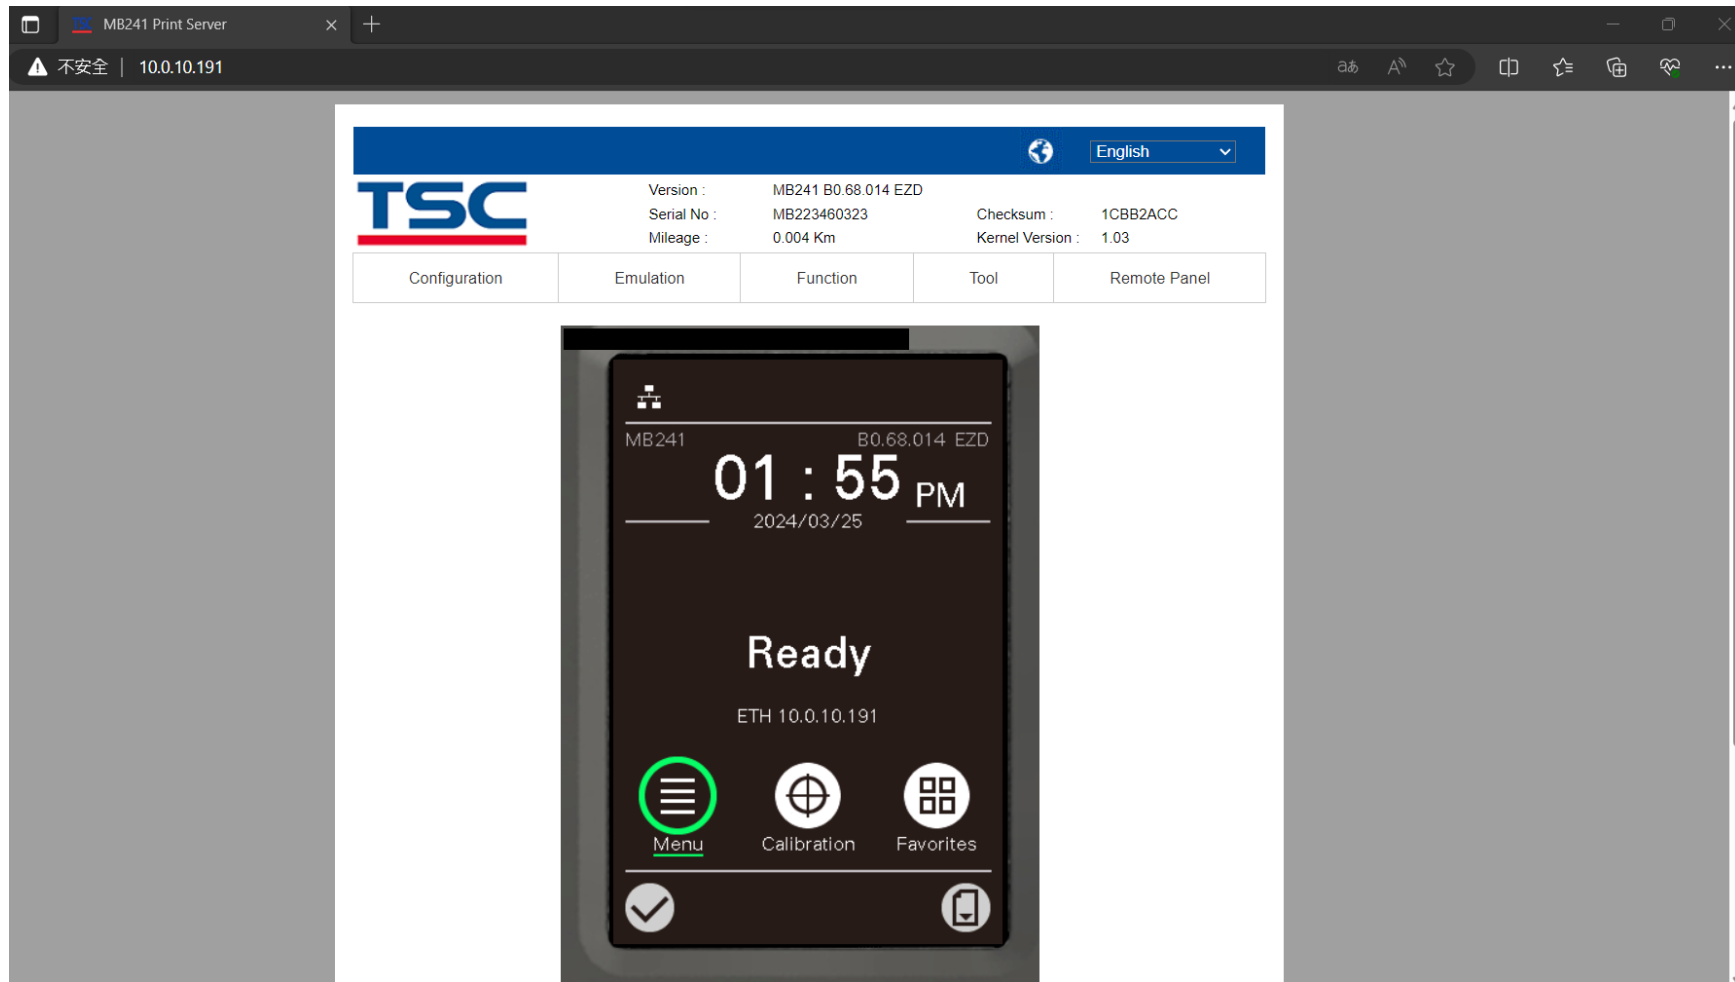 MB241 Print Server
不安全 | 10.0.10.191
English
TSC
Version : MB241 B0.68.014 EZD
Serial No : MB223460323 Checksum : 1CBB2ACC
Mileage : 0.004 Km Kernel Version : 1.03
Configuration Emulation Function Tool Remote Panel
MB241 B0.68.014 EZD
01 : 55 PM
2024/03/25
Ready
ETH 10.0.10.191
Menu Calibration Favorites